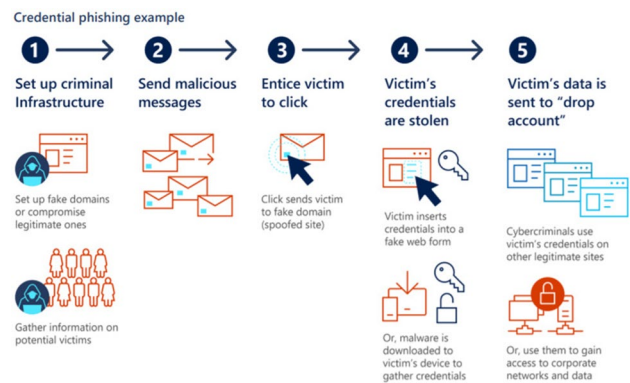 Credential phishing example
1
2
3
4
5
Set up criminal
Infrastructure
Send malicious
messages
Entice victim
to click
Victim's
credentials
are stolen
Victim's data is
sent to “drop
account”
Set up fake domains
or compromise
legitimate ones
Click sends victim
to fake domain
(spoofed site)
Victim inserts
credentials into a
fake web form
Cybercriminals use
victim's credentials on
other legitimate sites
Gather information on
potential victims
Or, malware is
downloaded to
victim's device to
gather credentials
Or, use them to gain
access to corporate
networks and data